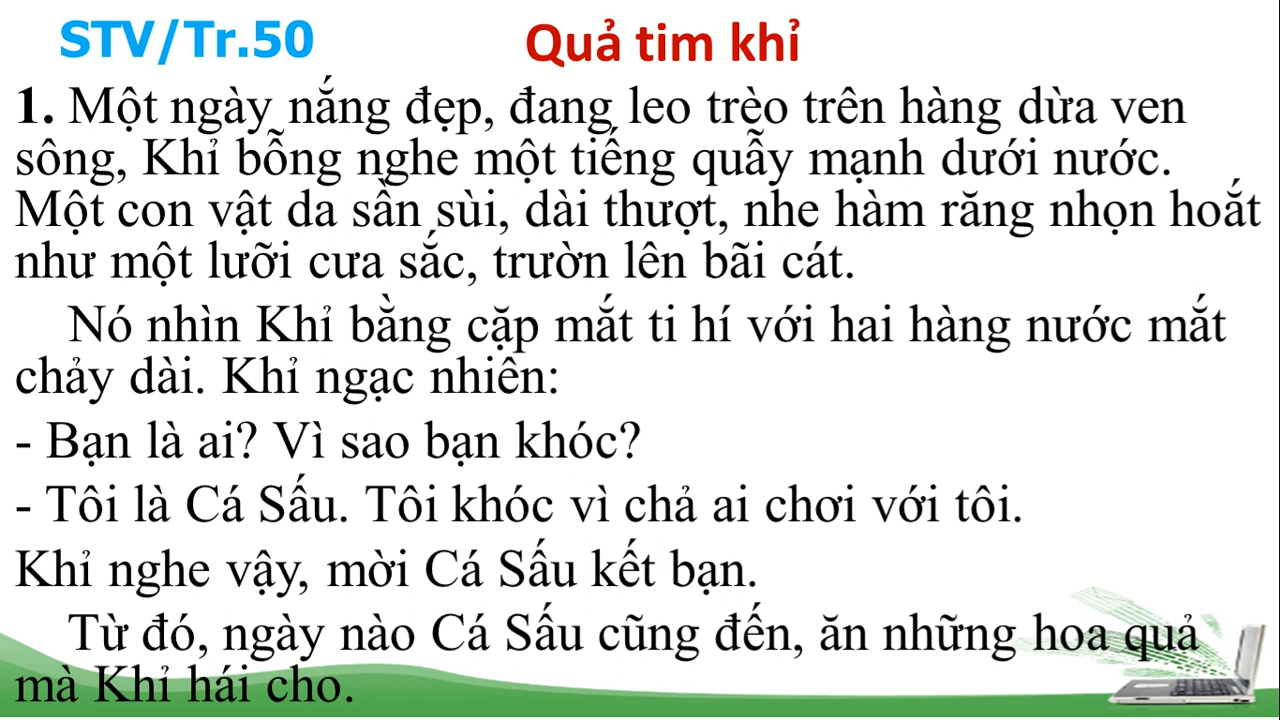 STV/Tr.50
Quả tim khỉ
1. Một ngày nắng đẹp, đang leo trèo trên hàng dừa ven
sông, Khỉ bỗng nghe một tiếng quẫy mạnh dưới nước.
Một con vật da sần sùi, dài thượt, nhe hàm răng nhọn hoắt
như một lưỡi cưa sắc, trườn lên bãi cát.
Nó nhìn Khỉ bằng cặp mắt ti hí với hai hàng nước mắt
chảy dài. Khỉ ngạc nhiên:
- Bạn là ai? Vì sao bạn khóc?
- Tôi là Cá Sấu. Tôi khóc vì chả ai chơi với tôi.
Khỉ nghe vậy, mời Cá Sấu kết bạn.
Từ đó, ngày nào Cá Sấu cũng đến, ăn những hoa quả
mà Khỉ hái cho.